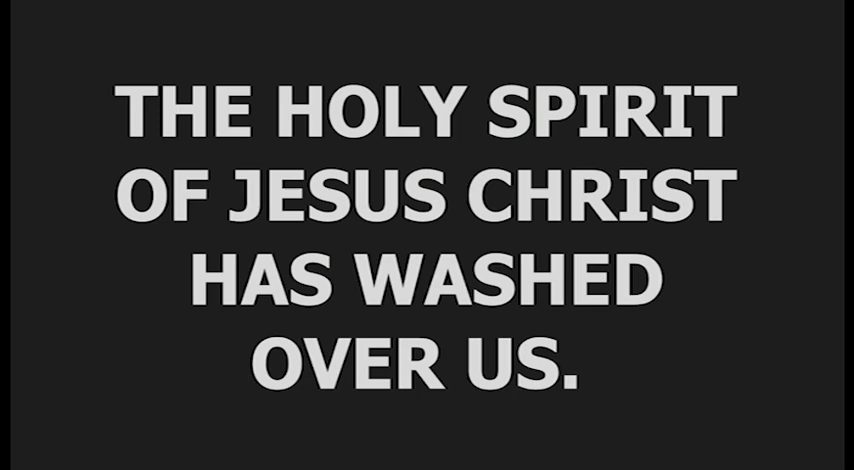 THE HOLY SPIRIT
OF JESUS CHRIST
HAS WASHED
OVER US.